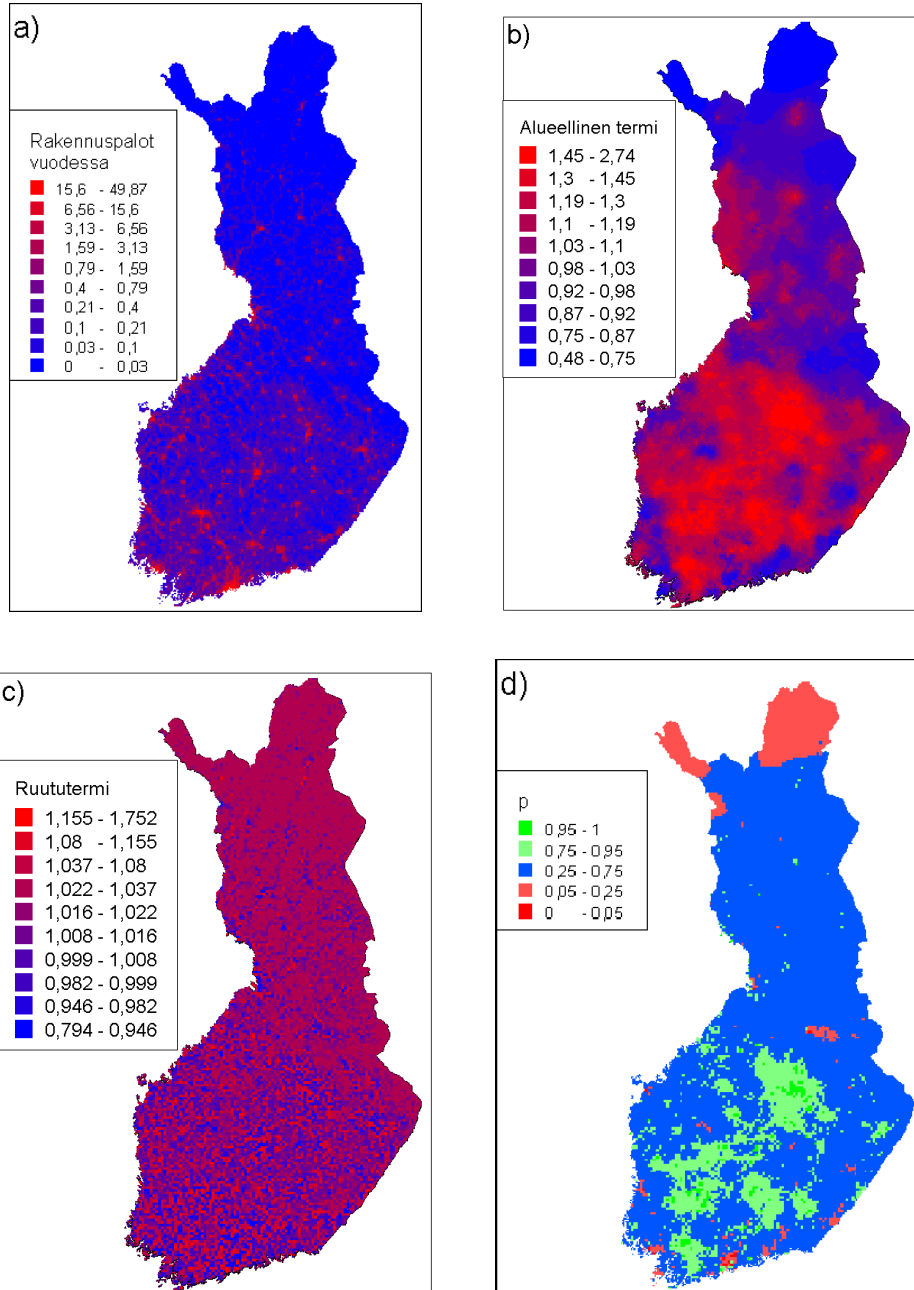 a)
Rakennuspalot
vuodessa
15,6 - 49,87
6,56 - 15,6
3,13 - 6,56
1,59 - 3,13
0,79 - 1,59
0,4 - 0,79
0,21 - 0,4
0,1 - 0,21
0,03 - 0,1
0 - 0,03
b)
Alueellinen termi
1,45 - 2,74
1,3 - 1,45
1,19 - 1,3
1,1 - 1,19
1,03 - 1,1
0,98 - 1,03
0,92 - 0,98
0,87 - 0,92
0,75 - 0,87
0,48 - 0,75
c)
Ruututermi
1,155 - 1,752
1,08 - 1,155
1,037 - 1,08
1,022 - 1,037
1,016 - 1,022
1,008 - 1,016
0,999 - 1,008
0,982 - 0,999
0,946 - 0,982
0,794 - 0,946
d)
p
0,95 - 1
0,75 - 0,95
0,25 - 0,75
0,05 - 0,25
0 - 0,05